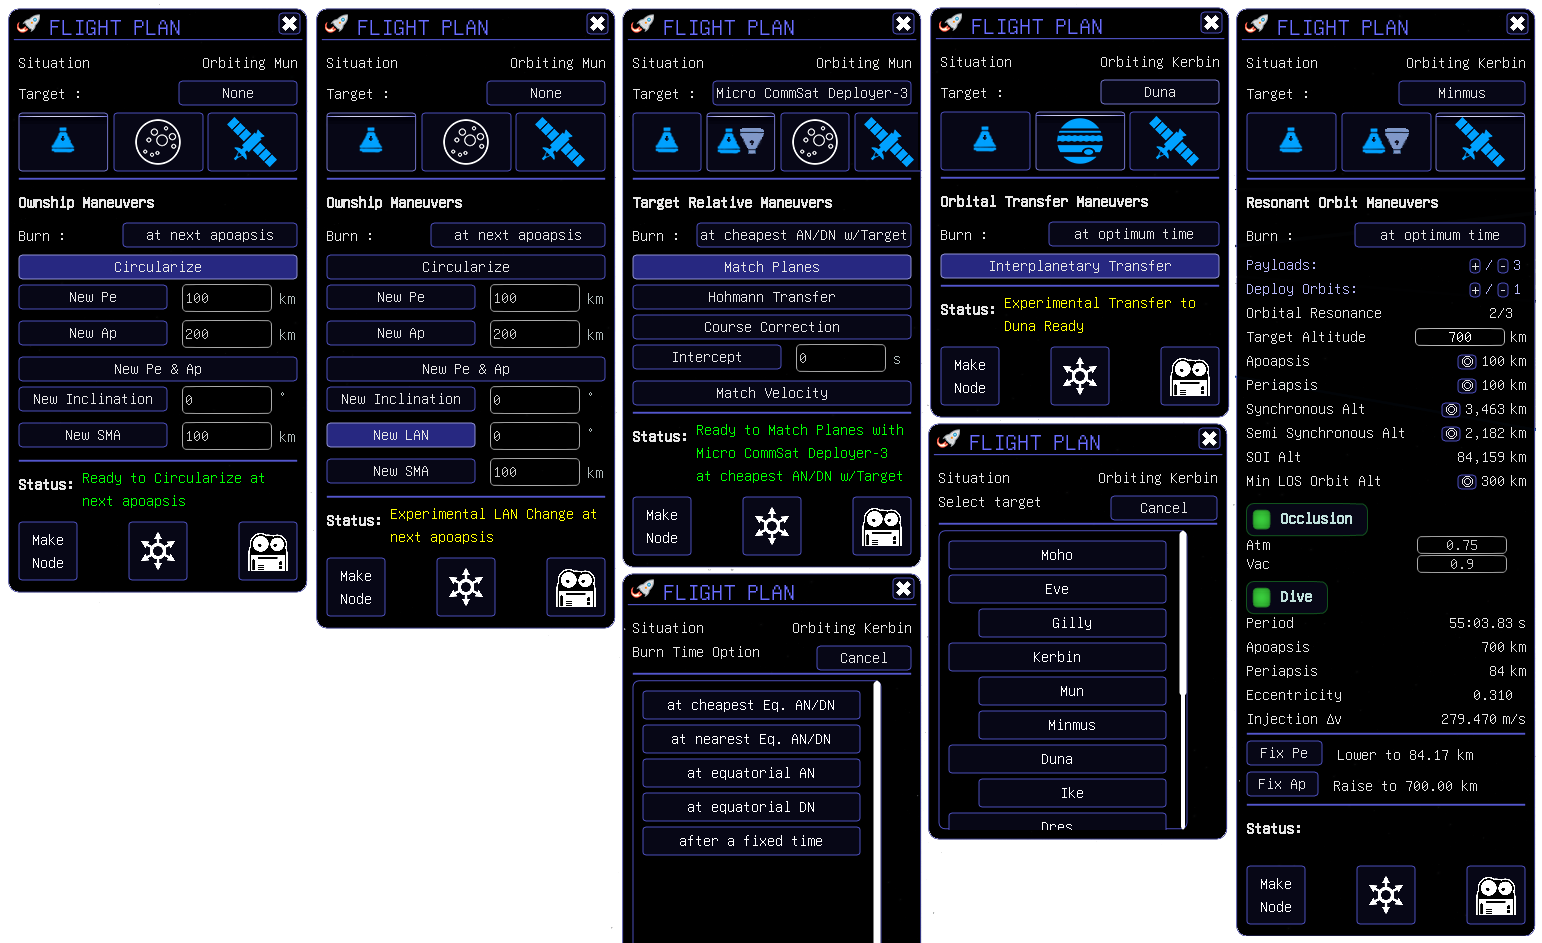 FLIGHT PLAN
Situation Orbiting Mun
Target : None
Ownship Maneuvers
Burn : at next apoapsis
Circularize
New Pe 100 km
New Ap 200 km
New Pe & Ap
New Inclination 0 °
New SMA 100 km
Status: Ready to Circularize at
next apoapsis
Make
Node
FLIGHT PLAN
Situation Orbiting Mun
Target : None
Ownship Maneuvers
Burn : at next apoapsis
Circularize
New Pe 100 km
New Ap 200 km
New Pe & Ap
New Inclination 0 °
New LAN 0 °
New SMA 100 km
Status: Experimental LAN Change at
next apoapsis
Make
Node
FLIGHT PLAN
Situation Orbiting Mun
Target : Micro CommSat Deployer-3
Target Relative Maneuvers
Burn : at cheapest AN/DN w/Target
Match Planes
Hohmann Transfer
Course Correction
Intercept 0 s
Match Velocity
Status: Ready to Match Planes with
Micro CommSat Deployer-3
at cheapest AN/DN w/Target
Make
Node
FLIGHT PLAN
Situation Orbiting Kerbin
Burn Time Option Cancel
at cheapest Eq. AN/DN
at nearest Eq. AN/DN
at equatorial AN
at equatorial DN
after a fixed time
FLIGHT PLAN
Situation Orbiting Kerbin
Target : Duna
Orbital Transfer Maneuvers
Burn : at optimum time
Interplanetary Transfer
Status: Experimental Transfer to
Duna Ready
Make
Node
FLIGHT PLAN
Situation Orbiting Kerbin
Select target Cancel
Moho
Eve
Gilly
Kerbin
Mun
Minmus
Duna
Ike
Dres
FLIGHT PLAN
Situation Orbiting Kerbin
Target : Minmus
Resonant Orbit Maneuvers
Burn : at optimum time
Payloads: + / - 3
Deploy Orbits: + / - 1
Orbital Resonance 2/3
Target Altitude 700 km
Apoapsis 100 km
Periapsis 100 km
Synchronous Alt 3,463 km
Semi Synchronous Alt 2,182 km
SOI Alt 84,159 km
Min LOS Orbit Alt 300 km
Occlusion
Atm 0.75
Vac 0.9
Dive
Period 55:03.83 s
Apoapsis 700 km
Periapsis 84 km
Eccentricity 0.310
Injection Δv 279.470 m/s
Fix Pe Lower to 84.17 km
Fix Ap Raise to 700.00 km
Status:
Make
Node